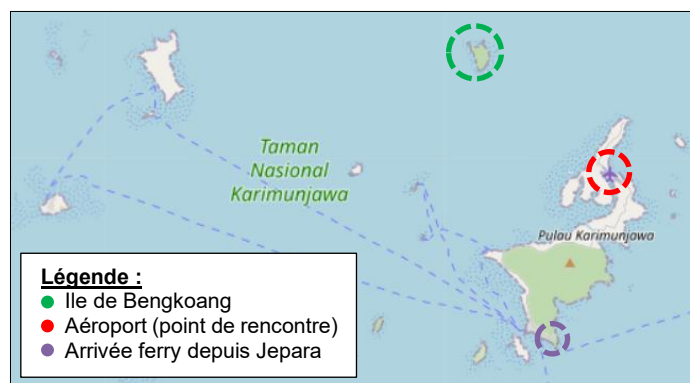 Taman
Nasional
Karimunjawa
Pulau Karimunjawa
Légende :
Ile de Bengkoang
Aéroport (point de rencontre)
Arrivée ferry depuis Jepara